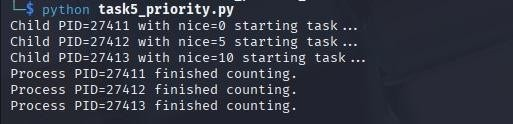 └─$ python task5_priority.py
Child PID=27411 with nice=0 starting task...
Child PID=27412 with nice=5 starting task...
Child PID=27413 with nice=10 starting task...
Process PID=27411 finished counting.
Process PID=27412 finished counting.
Process PID=27413 finished counting.